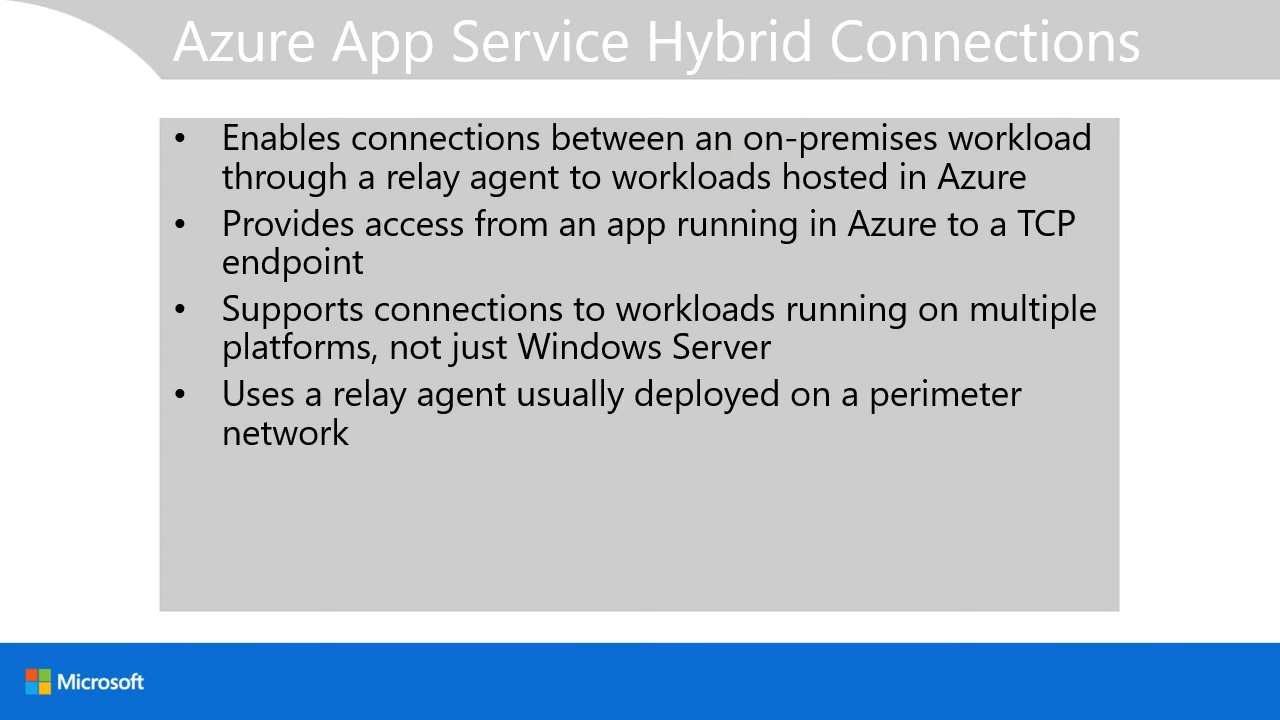 Azure App Service Hybrid Connections
• Enables connections between an on-premises workload
through a relay agent to workloads hosted in Azure
• Provides access from an app running in Azure to a TCP
endpoint
• Supports connections to workloads running on multiple
platforms, not just Windows Server
• Uses a relay agent usually deployed on a perimeter
network
Microsoft